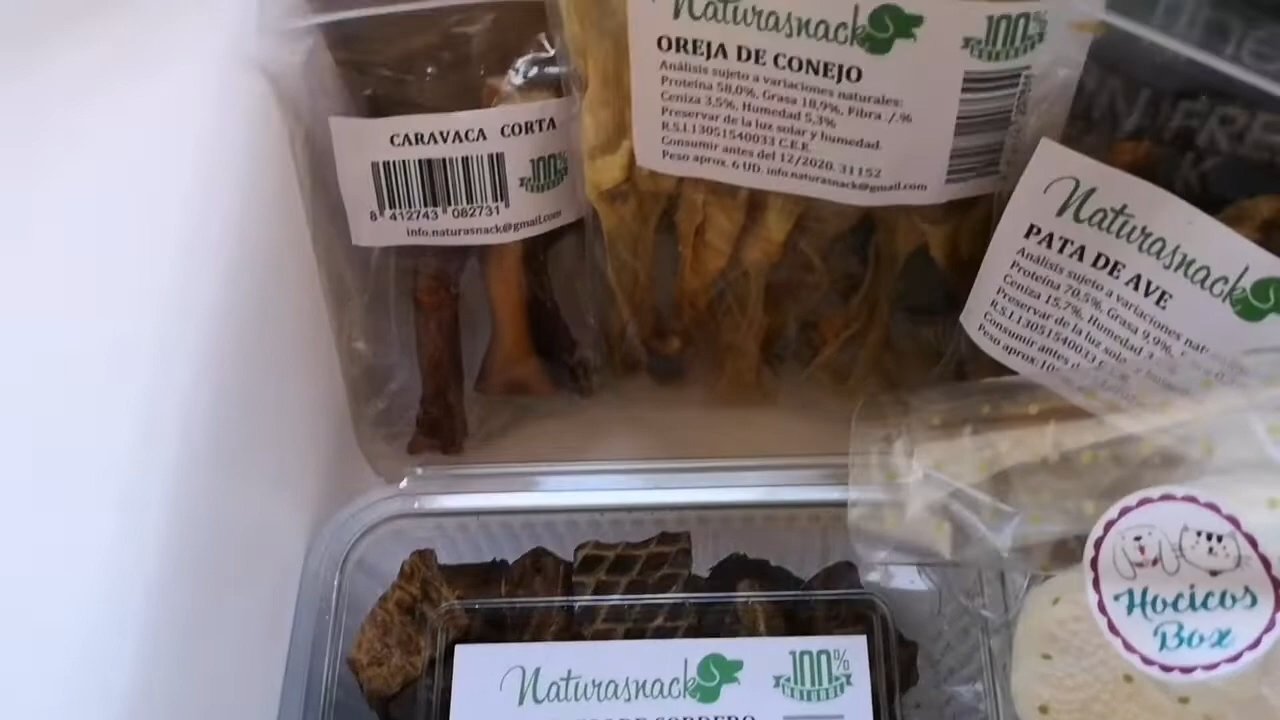 CARAVACA CORTA
100%
8 412743 082731
info.naturasnack@gmail.com
Naturasnack
100%
OREJA DE CONEJO
Análisis sujeto a variaciones naturales:
Proteína 58,0%, Grasa 18,9%, Fibra ./.%
Ceniza 3,5%, Humedad 5,3%
Preservar de la luz solar y humedad.
R.S.I.13051540033 C.E.E.
Consumir antes del 12/2020. 31152
Peso aprox. 6 UD. info.naturasnack@gmail.com
Naturasnack
PATA DE AVE
Análisis sujeto a variaciones
Proteína 70,5%, Grasa 9,9%,
Ceniza 15,7%, Humedad
Preservar de la luz
R.S.I.13051540033
Consumir antes
Peso aprox:
Hocicos
Box
Naturasnack
100%
NATURAL